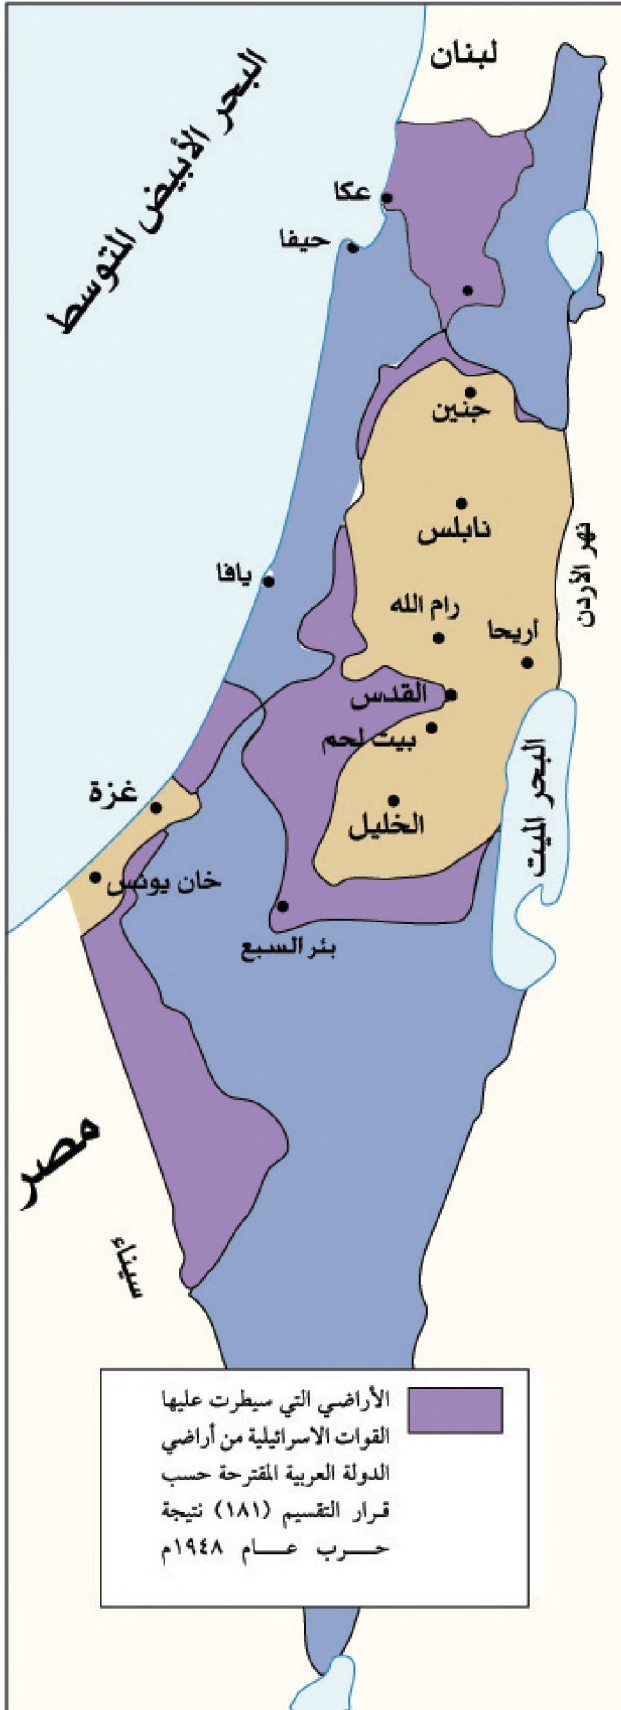 لبنان
البحر الأبيض المتوسط
عكا
حيفا
جنين
نابلس
نهر الأردن
يافا
رام الله
أريحا
القدس
بيت لحم
البحر الميت
غزة
الخليل
خان يونس
بئر السبع
مصر
سيناء
الأراضي التي سيطرت عليها
القوات الاسرائيلية من أراضي
الدولة العربية المقترحة حسب
قرار التقسيم (١٨١) نتيجة
حرب عام ١٩٤٨م